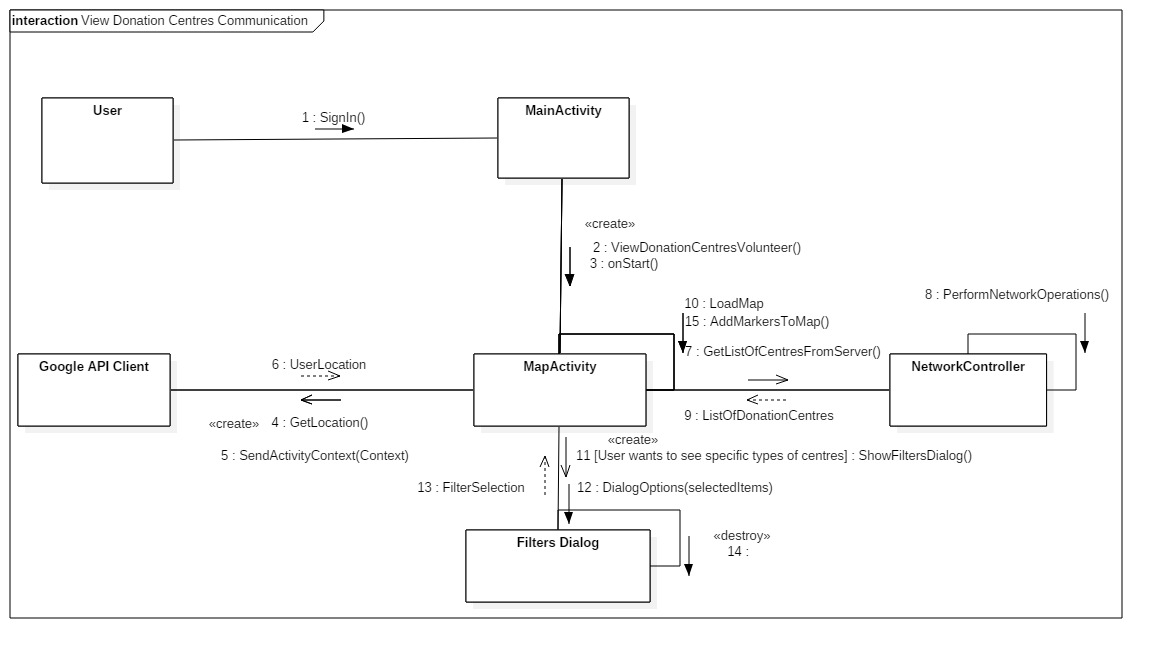 interaction View Donation Centres Communication
User
1 : SignIn()
MainActivity
«create»
2 : ViewDonationCentresVolunteer()
3 : onStart()
8 : PerformNetworkOperations()
10 : LoadMap
15 : AddMarkersToMap()
7 : GetListOfCentresFromServer()
Google API Client
6 : UserLocation
MapActivity
NetworkController
9 : ListOfDonationCentres
«create» 4 : GetLocation()
5 : SendActivityContext(Context)
«create»
11 [User wants to see specific types of centres] : ShowFiltersDialog()
13 : FilterSelection
12 : DialogOptions(selectedItems)
Filters Dialog
«destroy»
14 :